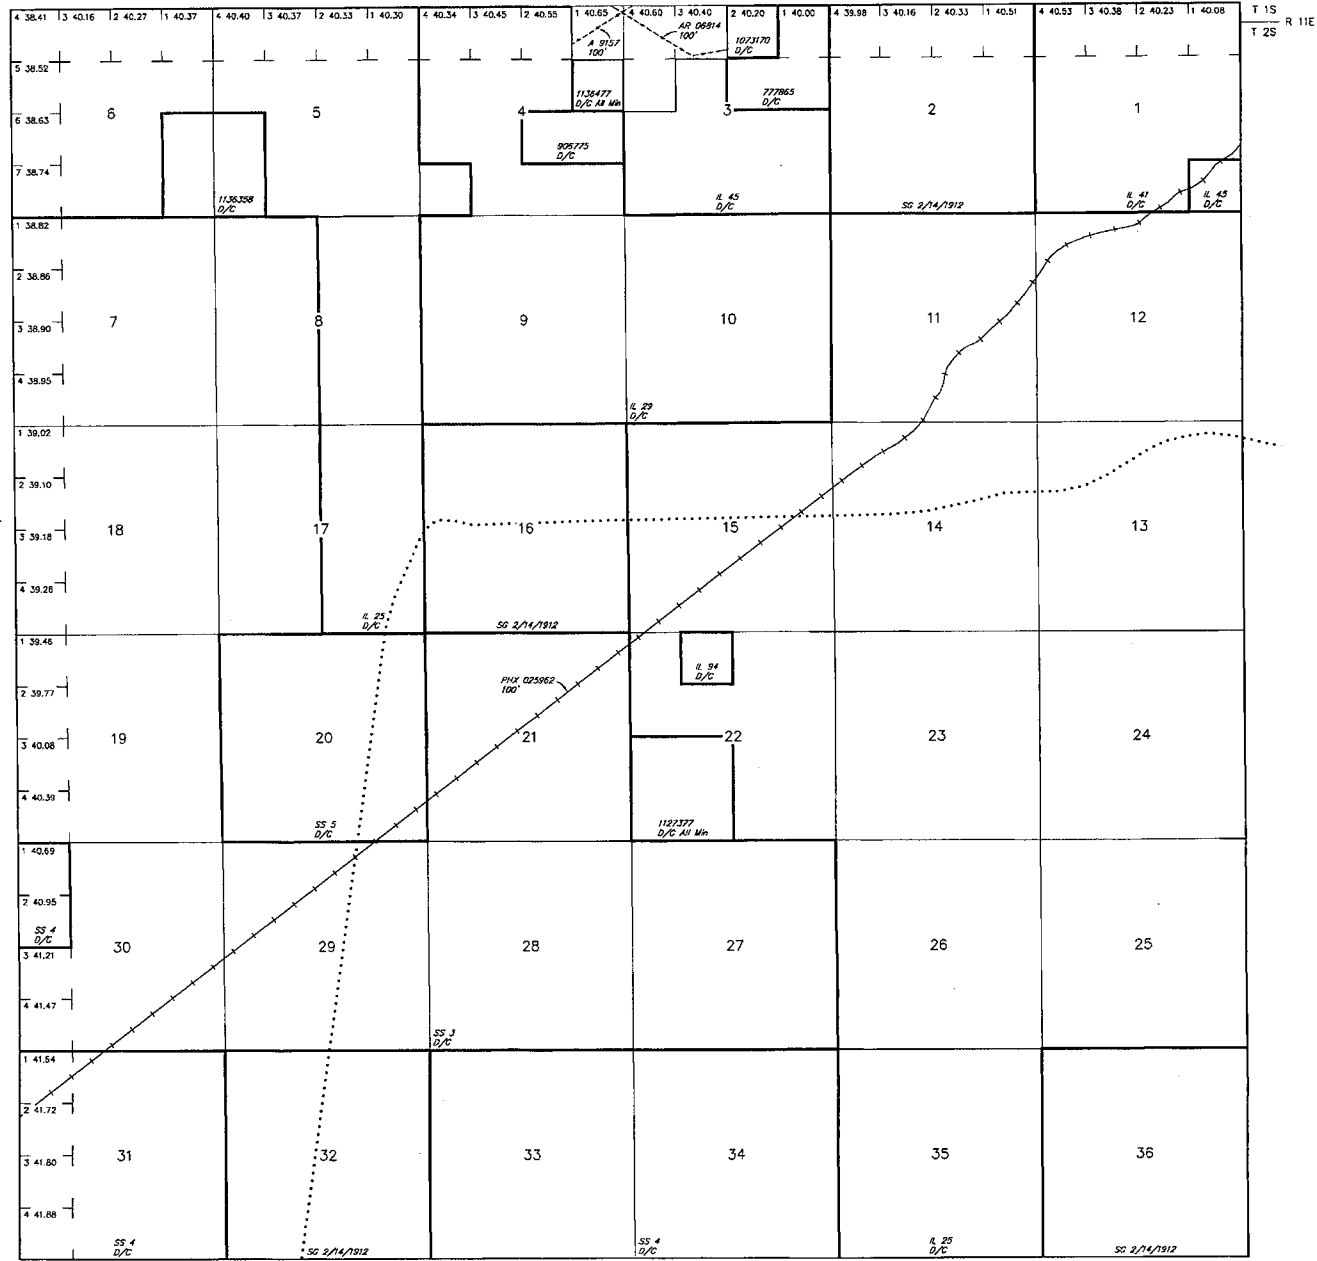 4 38.41 3 40.16 2 40.27 1 40.37 4 40.40 2 40.33 3 40.37 1 40.30 4 40.34 3 40.45 2 40.55 1 40.65 4 40.60 3 40.40 2 40.20 1 40.00 4 39.98 3 40.16 2 40.33 1 40.51 4 40.53 3 40.38 2 40.23 1 40.08
T 1S
R 11E
T 2S
A 9157
100'
AR 06814
100'
1073170
D/C
5 38.52
6 5 4 3 2 1
1136477
D/C All Min
777865
D/C
6 38.63
906775
D/C
7 38.74
1136358
D/C
IL 45
D/C
SG 2/14/1912
IL 41
D/C
IL 45
D/C
1 38.82
2 38.86
7 8 9 10 11 12
3 38.90
4 38.95
IL 29
D/C
1 39.02
2 39.10
18 17 16 15 14 13
3 39.18
4 39.26
IL 25
D/C
SG 2/14/1912
1 39.46
IL 94
D/C
PHX 025962
100'
2 39.77
19 20 21 22 23 24
3 40.08
4 40.39
SS 5
D/C
1127377
D/C All Min
1 40.69
2 40.95
SS 4
D/C
30 29 28 27 26 25
3 41.21
4 41.47
SS 3
D/C
1 41.54
2 41.72
31 32 33 34 35 36
3 41.80
4 41.88
SS 4
D/C
SG 2/14/1912
SS 4
D/C
IL 25
D/C
SG 2/14/1912